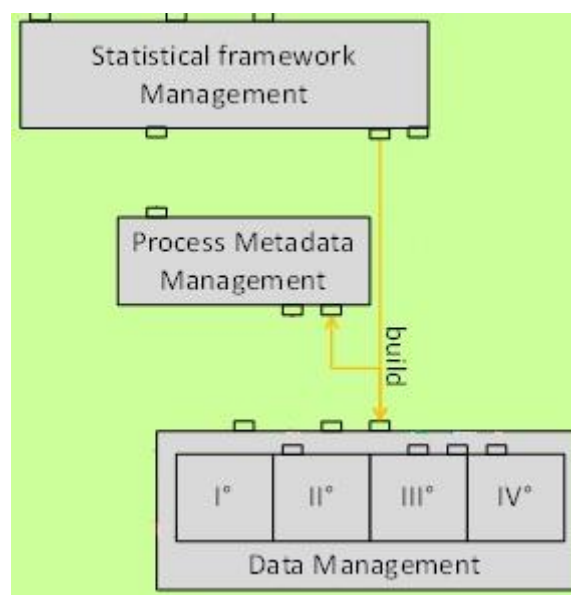 Statistical framework
Management
Process Metadata
Management
build
I°
II°
III°
IV°
Data Management